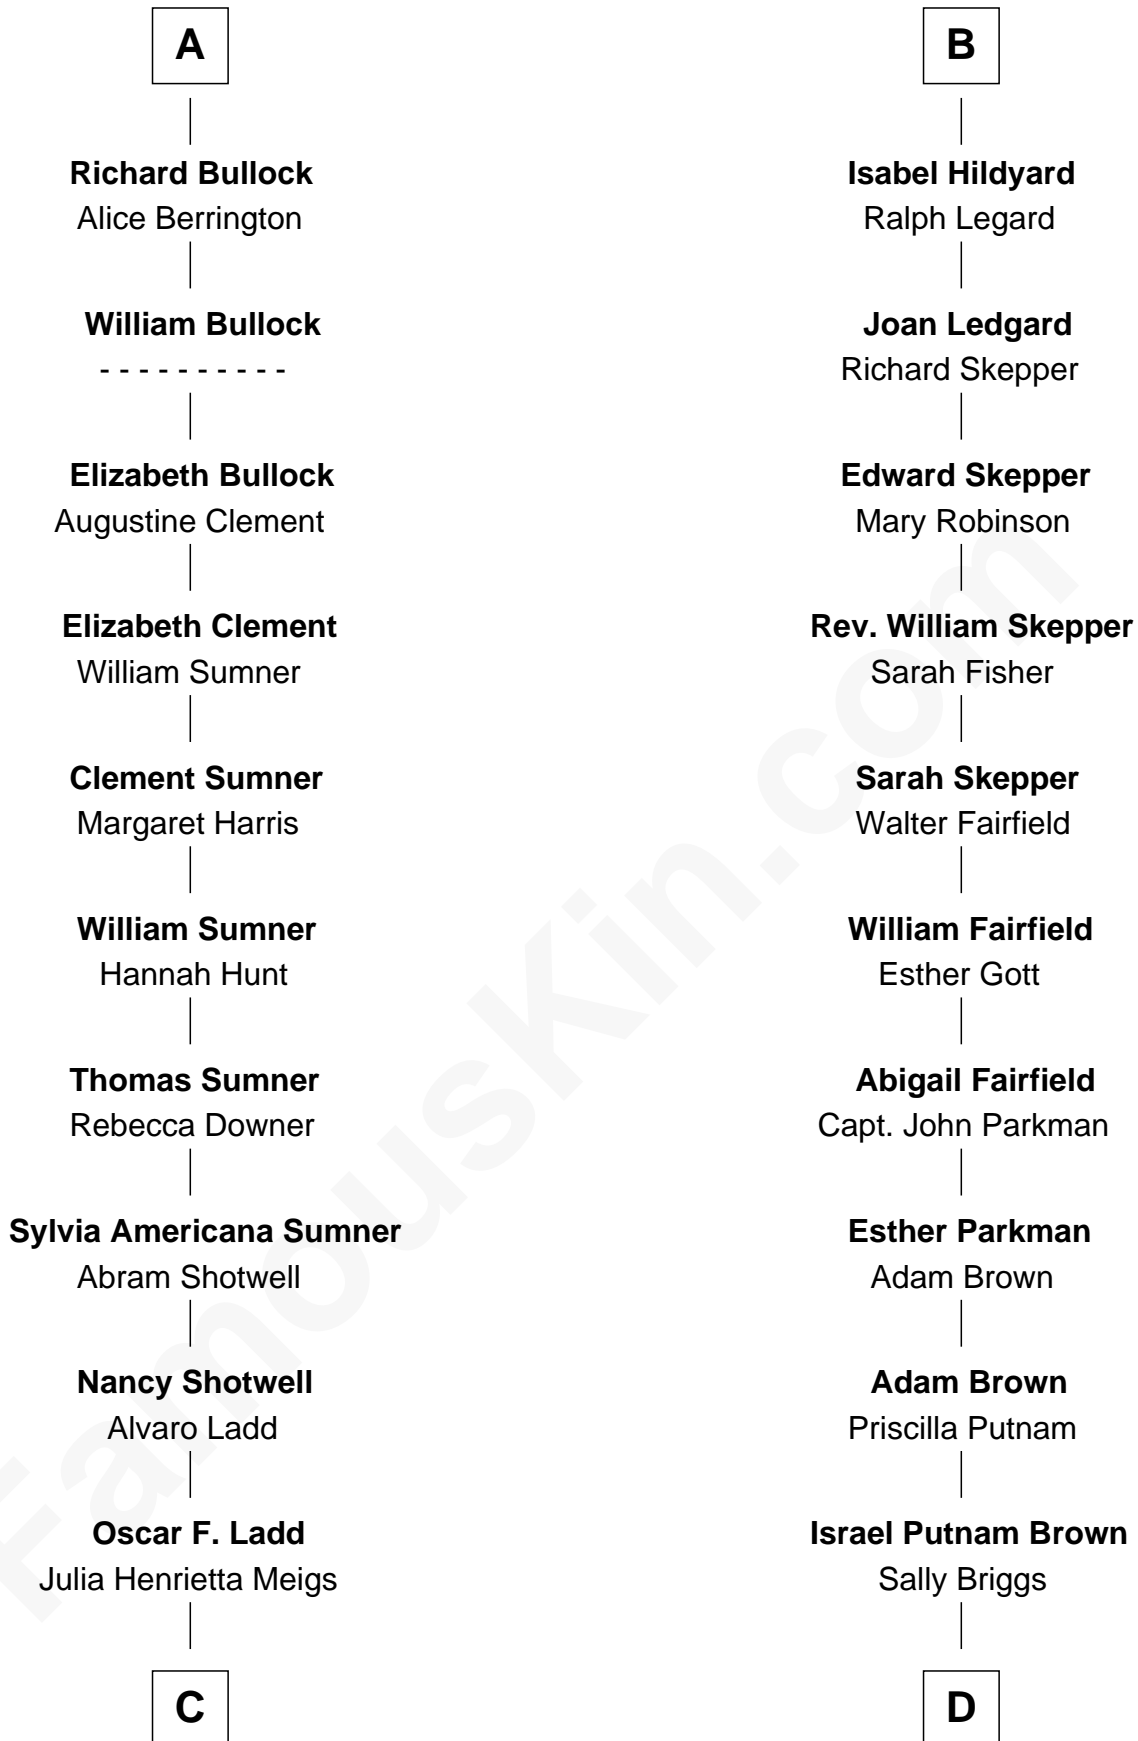 A
Richard Bullock
Alice Berrington
William Bullock
- - - - - - - - - -
Elizabeth Bullock
Augustine Clement
Elizabeth Clement
William Sumner
Clement Sumner
Margaret Harris
William Sumner
Hannah Hunt
Thomas Sumner
Rebecca Downer
Sylvia Americana Sumner
Abram Shotwell
Nancy Shotwell
Alvaro Ladd
Oscar F. Ladd
Julia Henrietta Meigs
C
B
Isabel Hildyard
Ralph Legard
Joan Ledgard
Richard Skepper
Edward Skepper
Mary Robinson
Rev. William Skepper
Sarah Fisher
Sarah Skepper
Walter Fairfield
William Fairfield
Esther Gott
Abigail Fairfield
Capt. John Parkman
Esther Parkman
Adam Brown
Adam Brown
Priscilla Putnam
Israel Putnam Brown
Sally Briggs
D
FamousKin.com